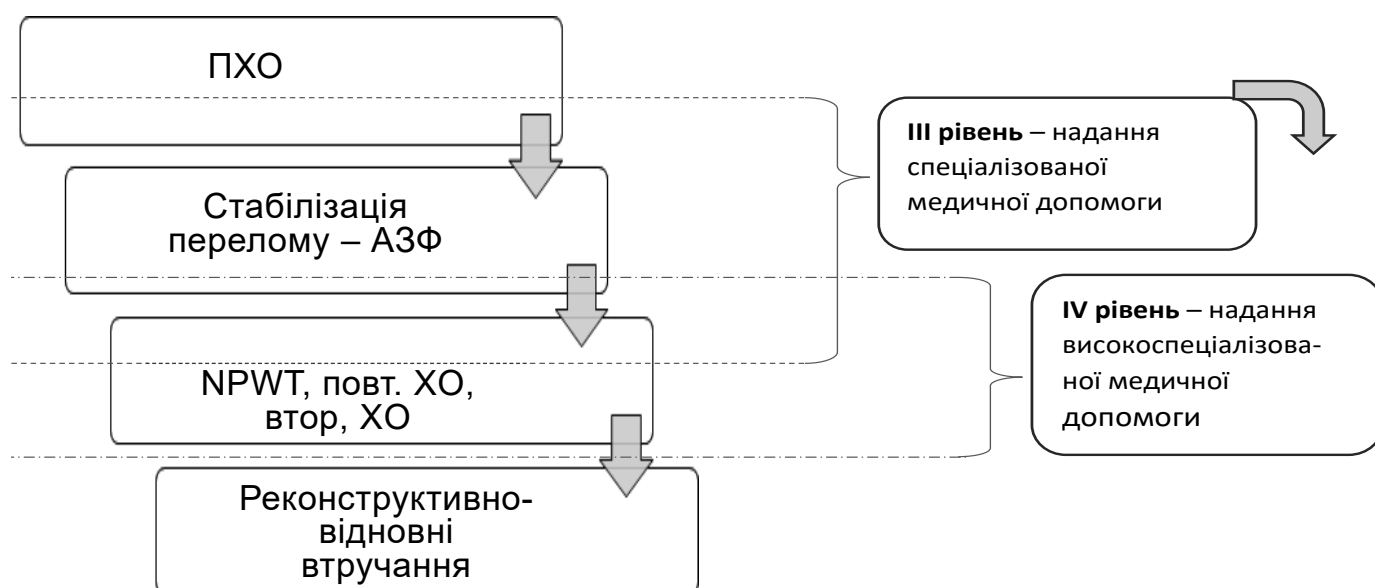 ПХО
Стабілізація
перелому – АЗФ
NPWT, повт. ХО,
втор, ХО
Реконструктивно-
відновні
втручання
III рівень – надання
спеціалізованої
медичної допомоги
IV рівень – надання
високоспеціалізова-
ної медичної
допомоги